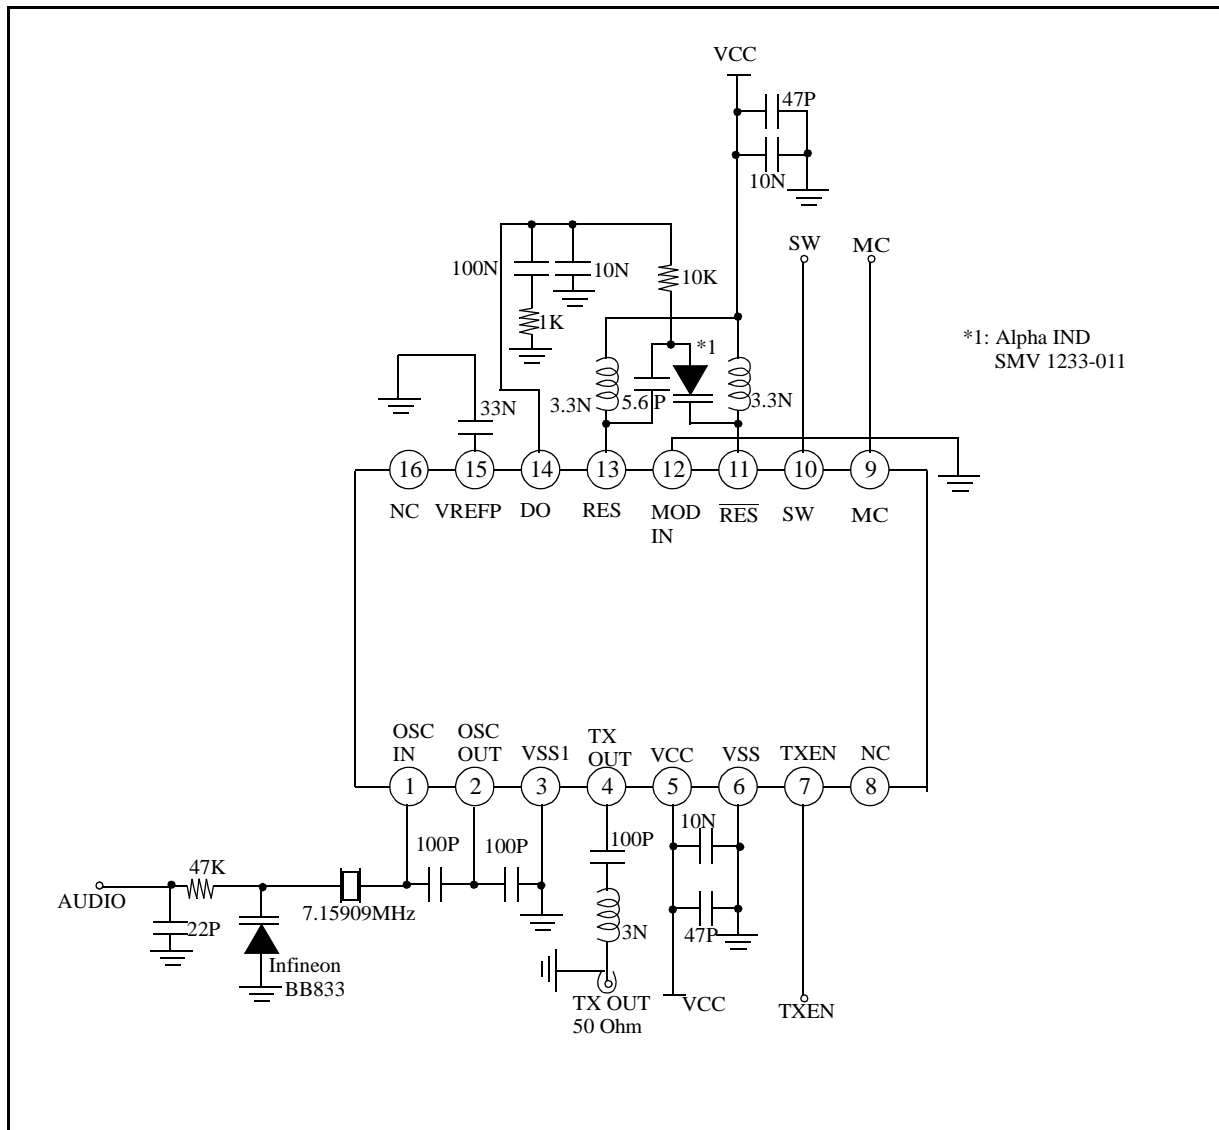 VCC
47P
10N
SW
MC
100N
10N
10K
1K
*1
*1: Alpha IND
SMV 1233-011
33N
3.3N
5.6 P
3.3N
16
15
14
13
12
11
10
9
NC
VREFP
DO
RES
MOD
IN
RES
SW
MC
OSC
IN
OSC
OUT
VSS1
TX
OUT
VCC
VSS
TXEN
NC
1
2
3
4
5
6
7
8
100P
100P
100P
10N
47K
AUDIO
22P
7.15909MHz
Infineon
BB833
3N
47P
TX OUT
50 Ohm
VCC
TXEN